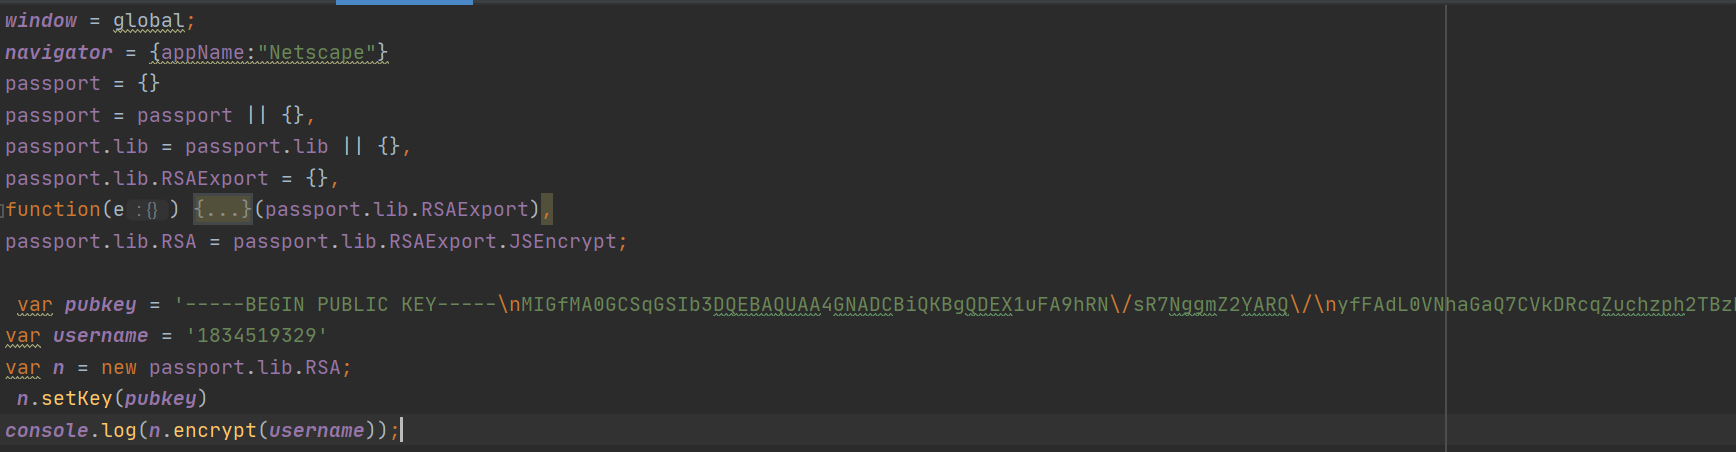 window = global;
navigator = {appName:"Netscape"}
passport = {}
passport = passport || {},
passport.lib = passport.lib || {},
passport.lib.RSAExport = {},
function(e : {} ) {...}(passport.lib.RSAExport),
passport.lib.RSA = passport.lib.RSAExport.JSEncrypt;
var pubkey = '-----BEGIN PUBLIC KEY-----\nMIGfMA0GCSqGSIb3DQEBAQUAA4GNADCBiQKBgQDEX1uFA9hRN\/sR7NggmZ2YARQ\/\nyfFAdL0VNhaGaQ7CVkDRcqZuchzph2TBz
var username = '1834519329'
var n = new passport.lib.RSA;
n.setKey(pubkey)
console.log(n.encrypt(username));